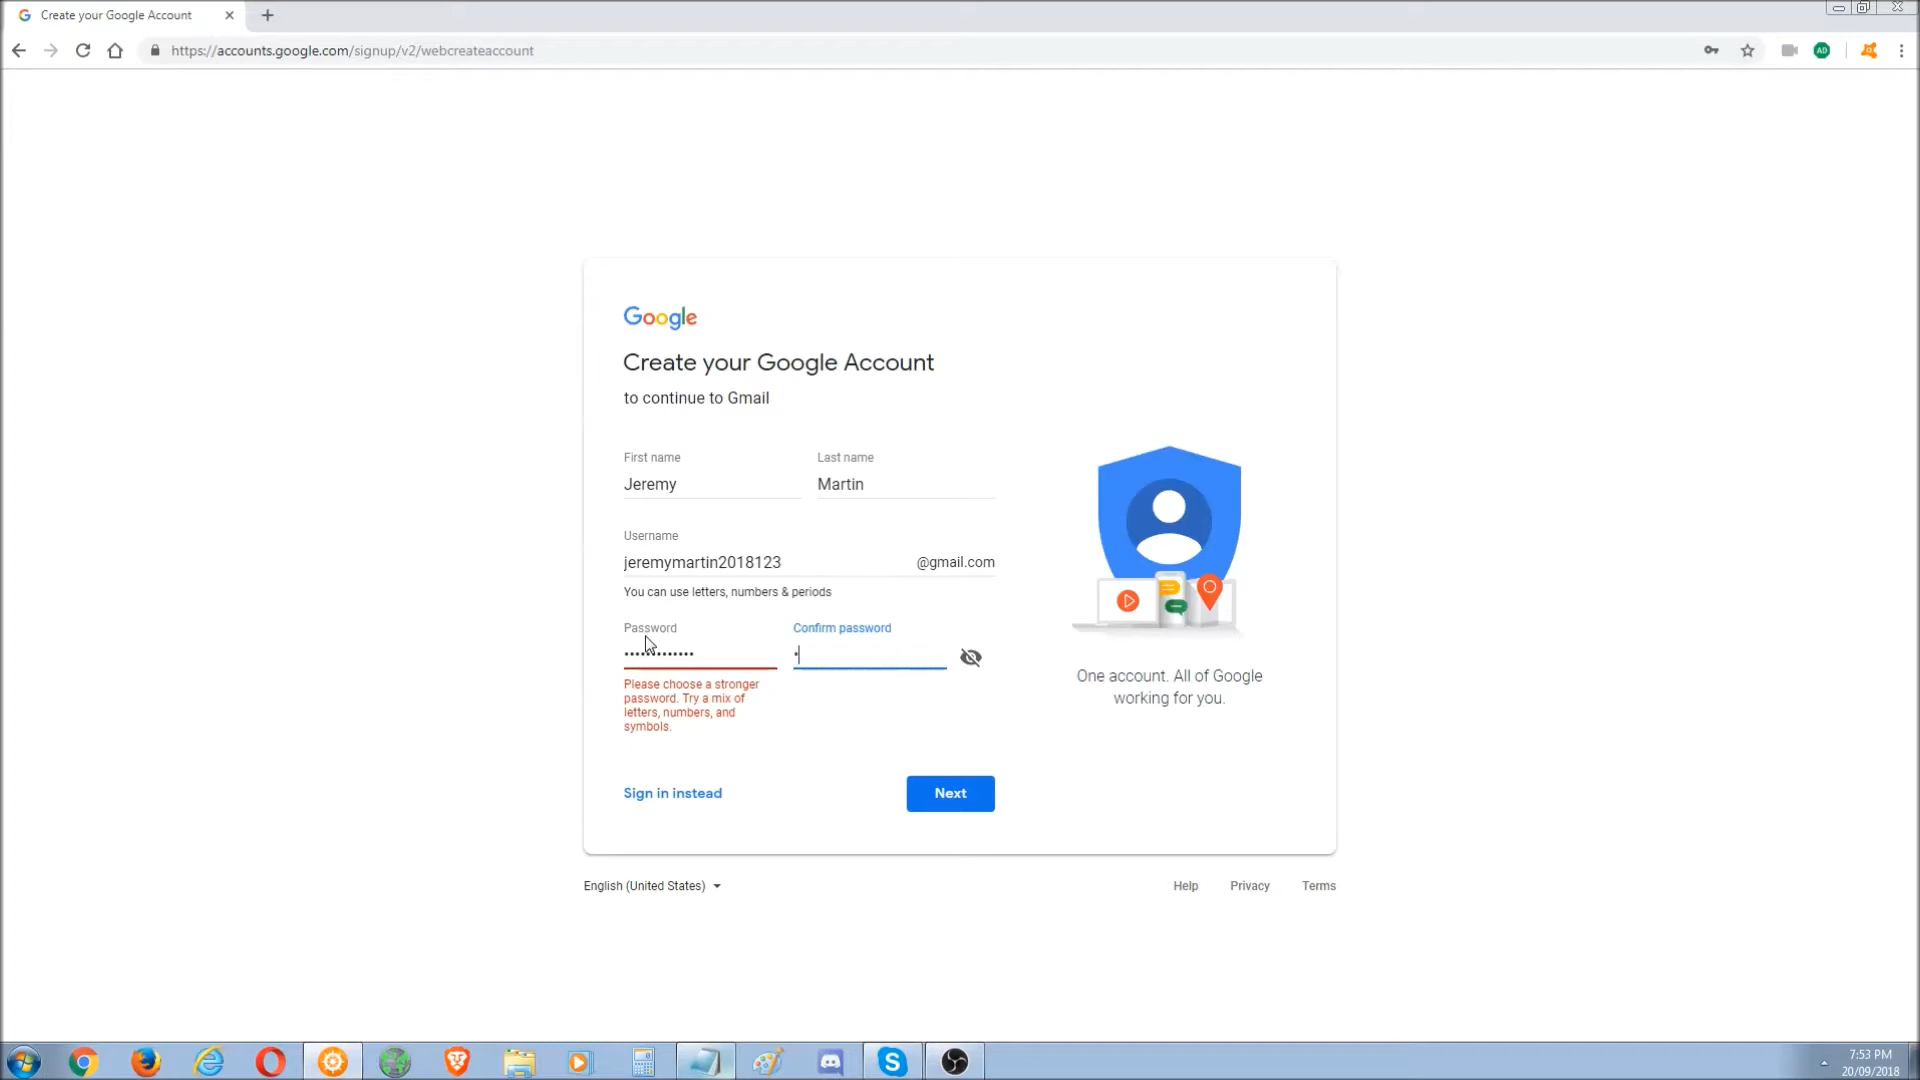 Create your Google Account
https://accounts.google.com/signup/v2/webcreateaccount
AD
Google
Create your Google Account
to continue to Gmail
First name
Last name
Jeremy
Martin
Username
jeremymartin2018123
@gmail.com
You can use letters, numbers & periods
Password
Confirm password
•••••••••••••
•
Please choose a stronger
password. Try a mix of
letters, numbers, and
symbols.
One account. All of Google
working for you.
Sign in instead
Next
English (United States)
Help
Privacy
Terms
S
7:53 PM
20/09/2018